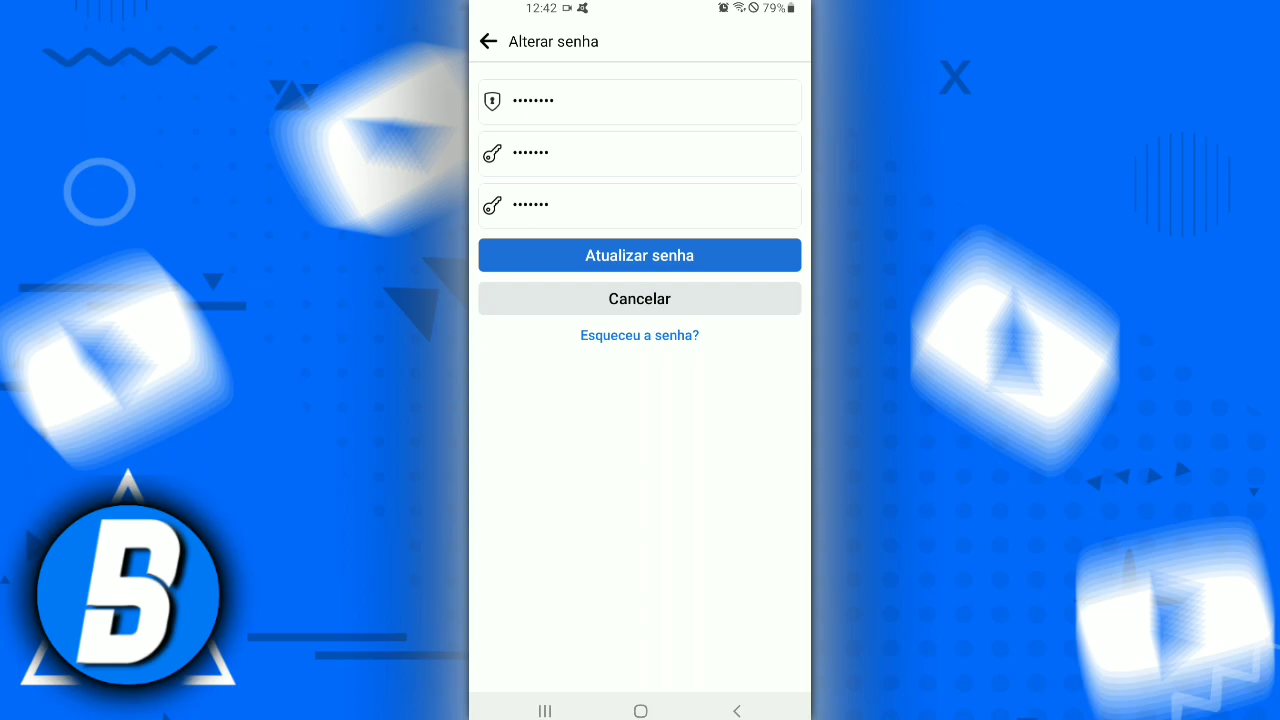 12:42 79%
Alterar senha
••••••••
•••••••
•••••••
Atualizar senha
Cancelar
Esqueceu a senha?
B